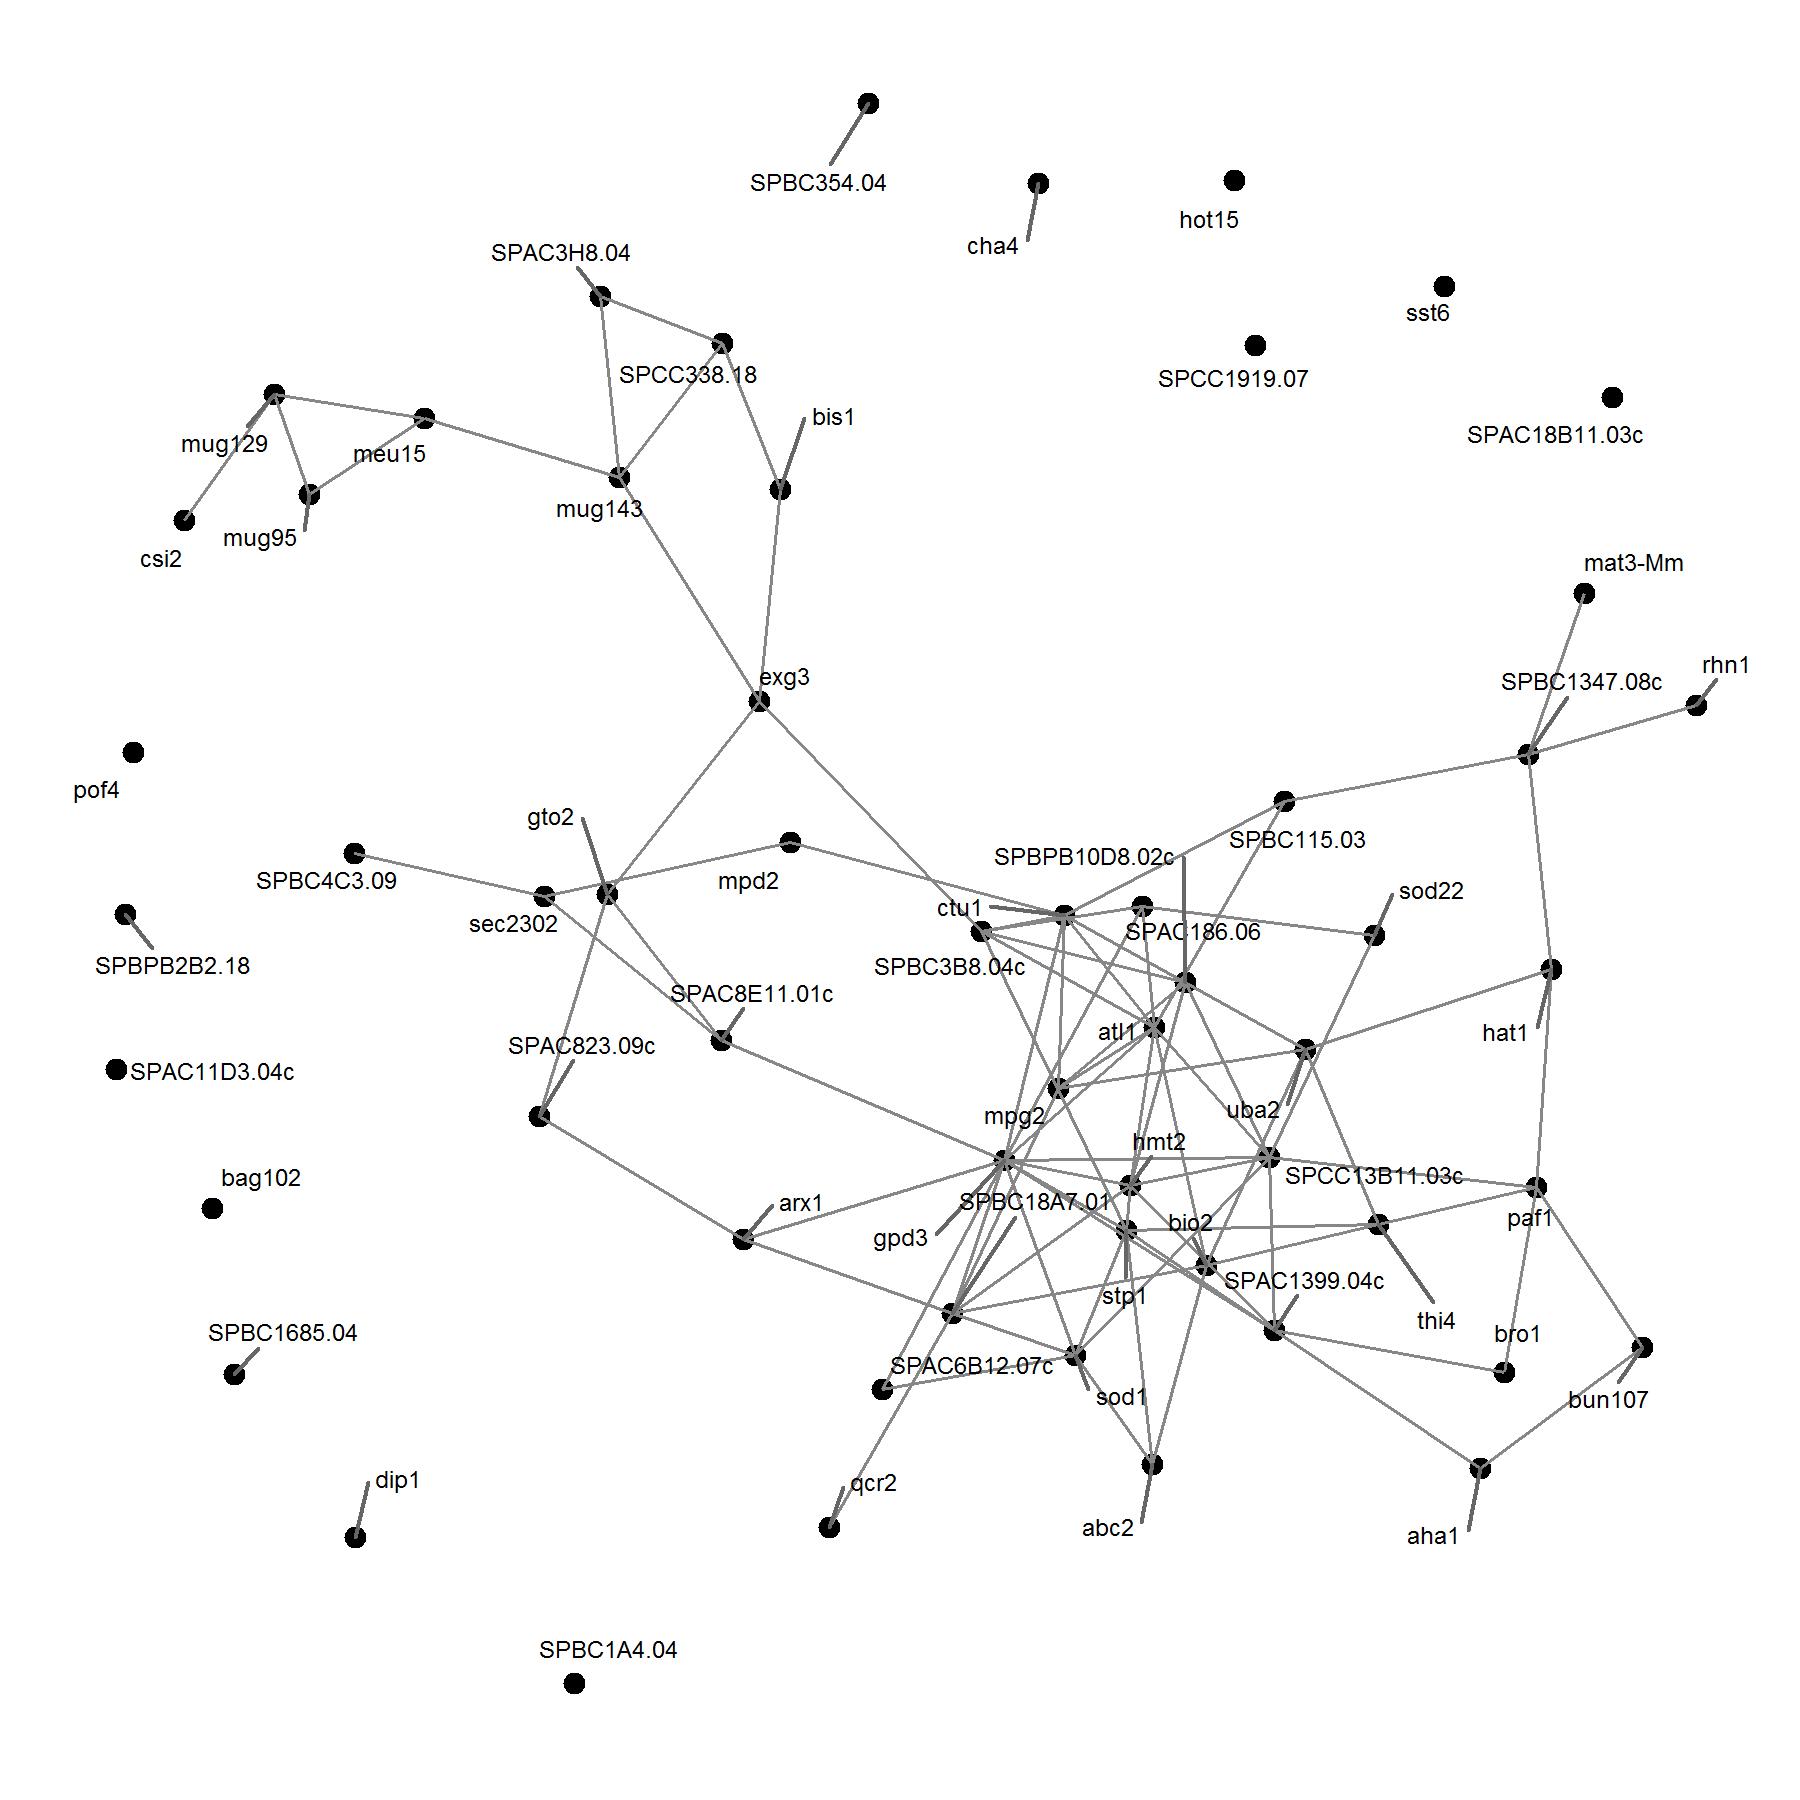 SPBC354.04
hot15
cha4
SPAC3H8.04
sst6
SPCC338.18
SPCC1919.07
bis1
SPAC18B11.03c
mug129
meu15
mug143
mug95
csi2
mat3-Mm
rhn1
exg3
SPBC1347.08c
pof4
gto2
SPBC115.03
SPBPB10D8.02c
SPBC4C3.09
mpd2
sod22
ctu1
sec2302
SPAC186.06
SPBPB2B2.18
SPBC3B8.04c
SPAC8E11.01c
atl1
hat1
SPAC823.09c
SPAC11D3.04c
uba2
mpg2
hmt2
bag102
SPCC13B11.03c
arx1
SPBC18A7.01
paf1
bio2
gpd3
SPAC1399.04c
stp1
thi4
SPBC1685.04
bro1
SPAC6B12.07c
sod1
bun107
dip1
qcr2
abc2
aha1
SPBC1A4.04